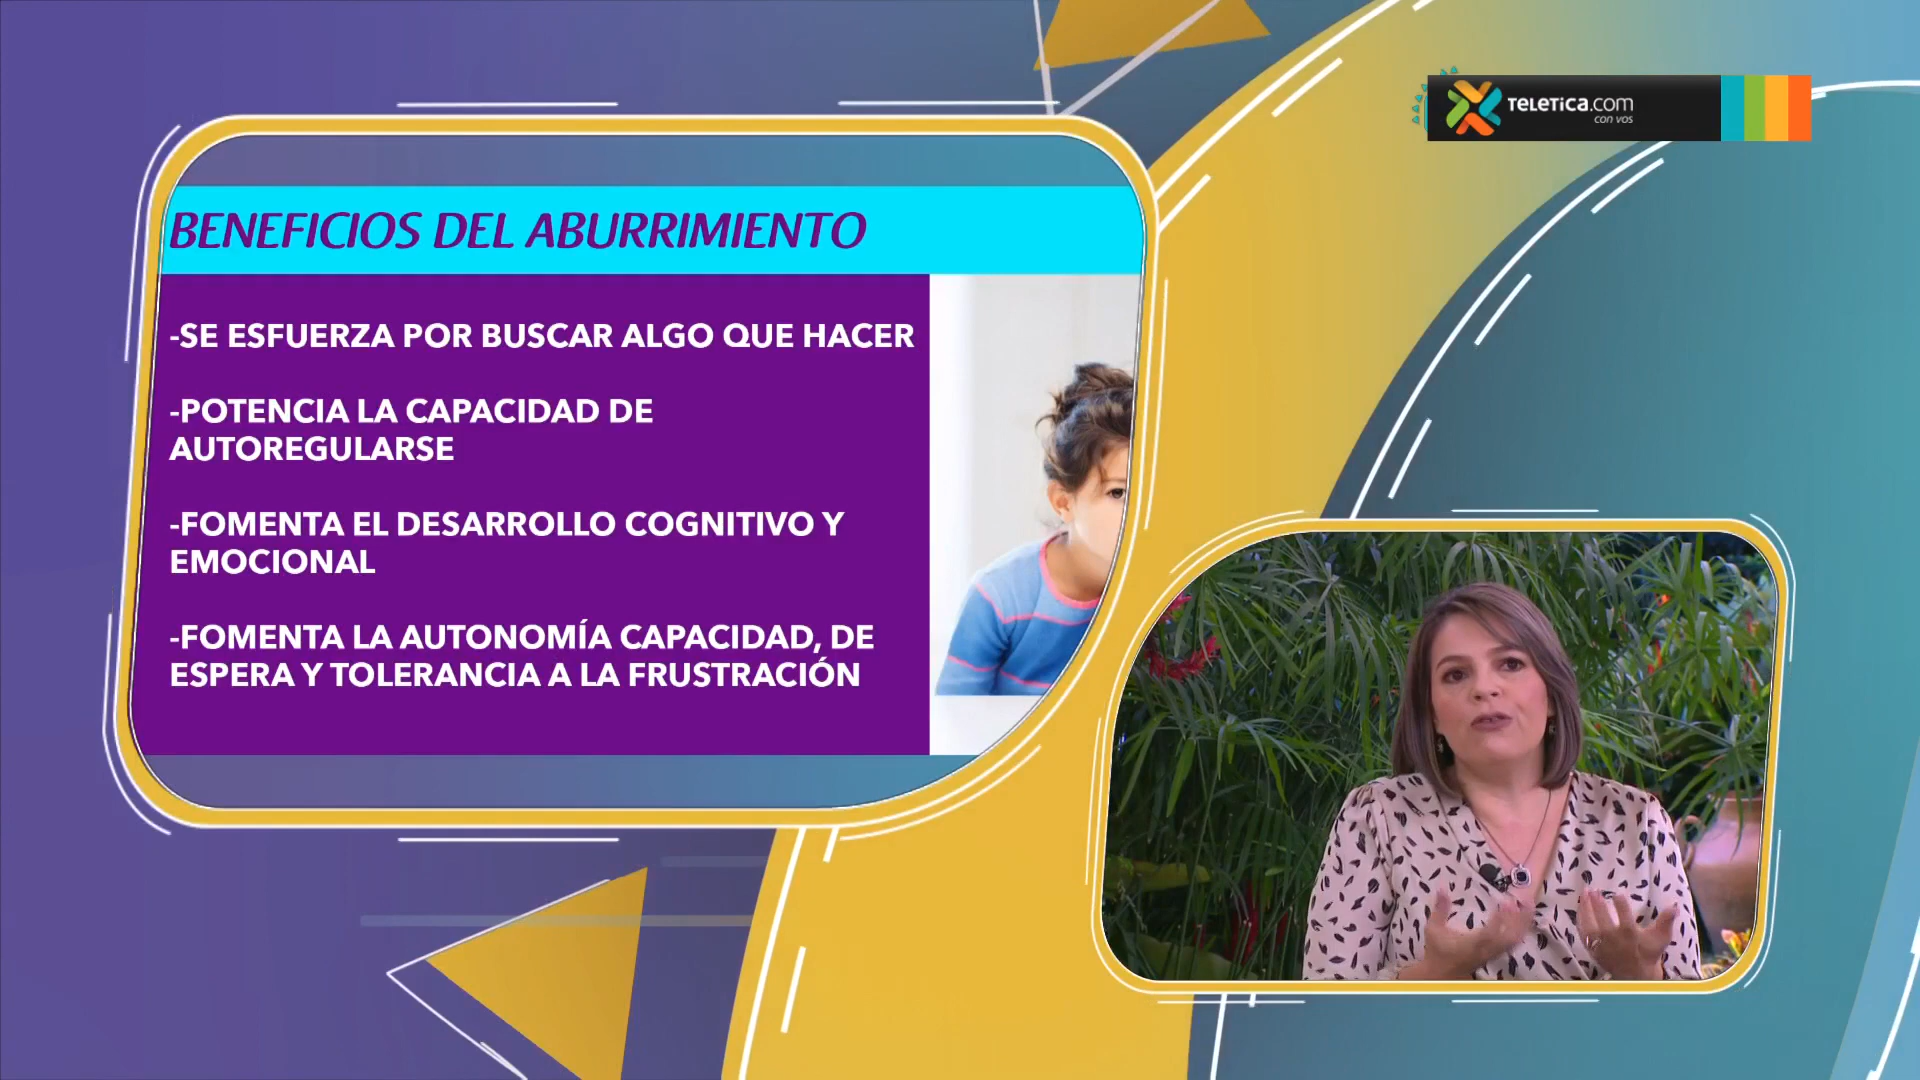 TELETICA.COM
con vos
BENEFICIOS DEL ABURRIMIENTO
-SE ESFUERZA POR BUSCAR ALGO QUE HACER
-POTENCIA LA CAPACIDAD DE
AUTOREGULARSE
-FOMENTA EL DESARROLLO COGNITIVO Y
EMOCIONAL
-FOMENTA LA AUTONOMÍA CAPACIDAD, DE
ESPERA Y TOLERANCIA A LA FRUSTRACIÓN